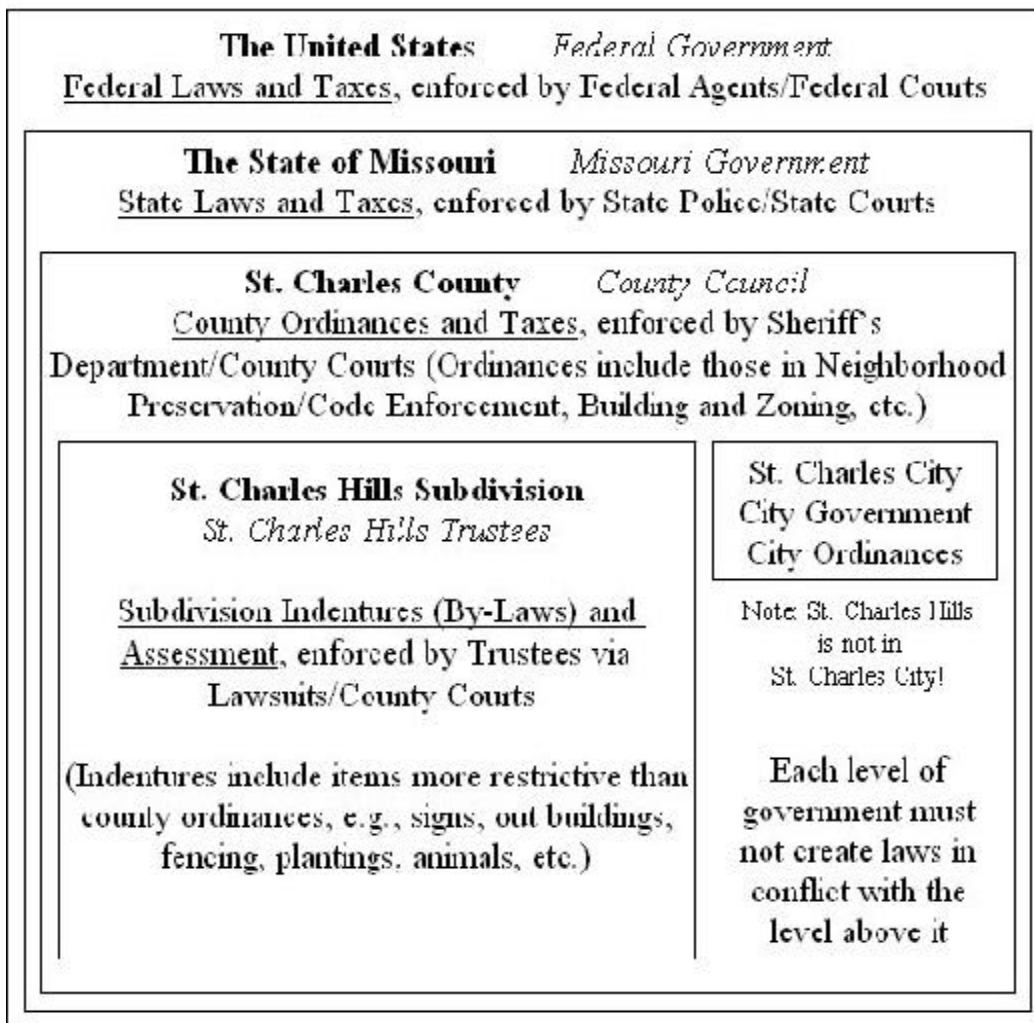 The United States Federal Government
Federal Laws and Taxes, enforced by Federal Agents/Federal Courts
The State of Missouri Missouri Government
State Laws and Taxes, enforced by State Police/State Courts
St. Charles County County Council
County Ordinances and Taxes, enforced by Sheriff's
Department/County Courts (Ordinances include those in Neighborhood
Preservation/Code Enforcement, Building and Zoning, etc.)
St. Charles Hills Subdivision
St. Charles Hills Trustees
Subdivision Indentures (By-Laws) and
Assessment, enforced by Trustees via
Lawsuits/County Courts
(Indentures include items more restrictive than
county ordinances, e.g., signs, out buildings,
fencing, plantings, animals, etc.)
St. Charles City
City Government
City Ordinances
Note: St. Charles Hills
is not in
St. Charles City!
Each level of
government must
not create laws in
conflict with the
level above it